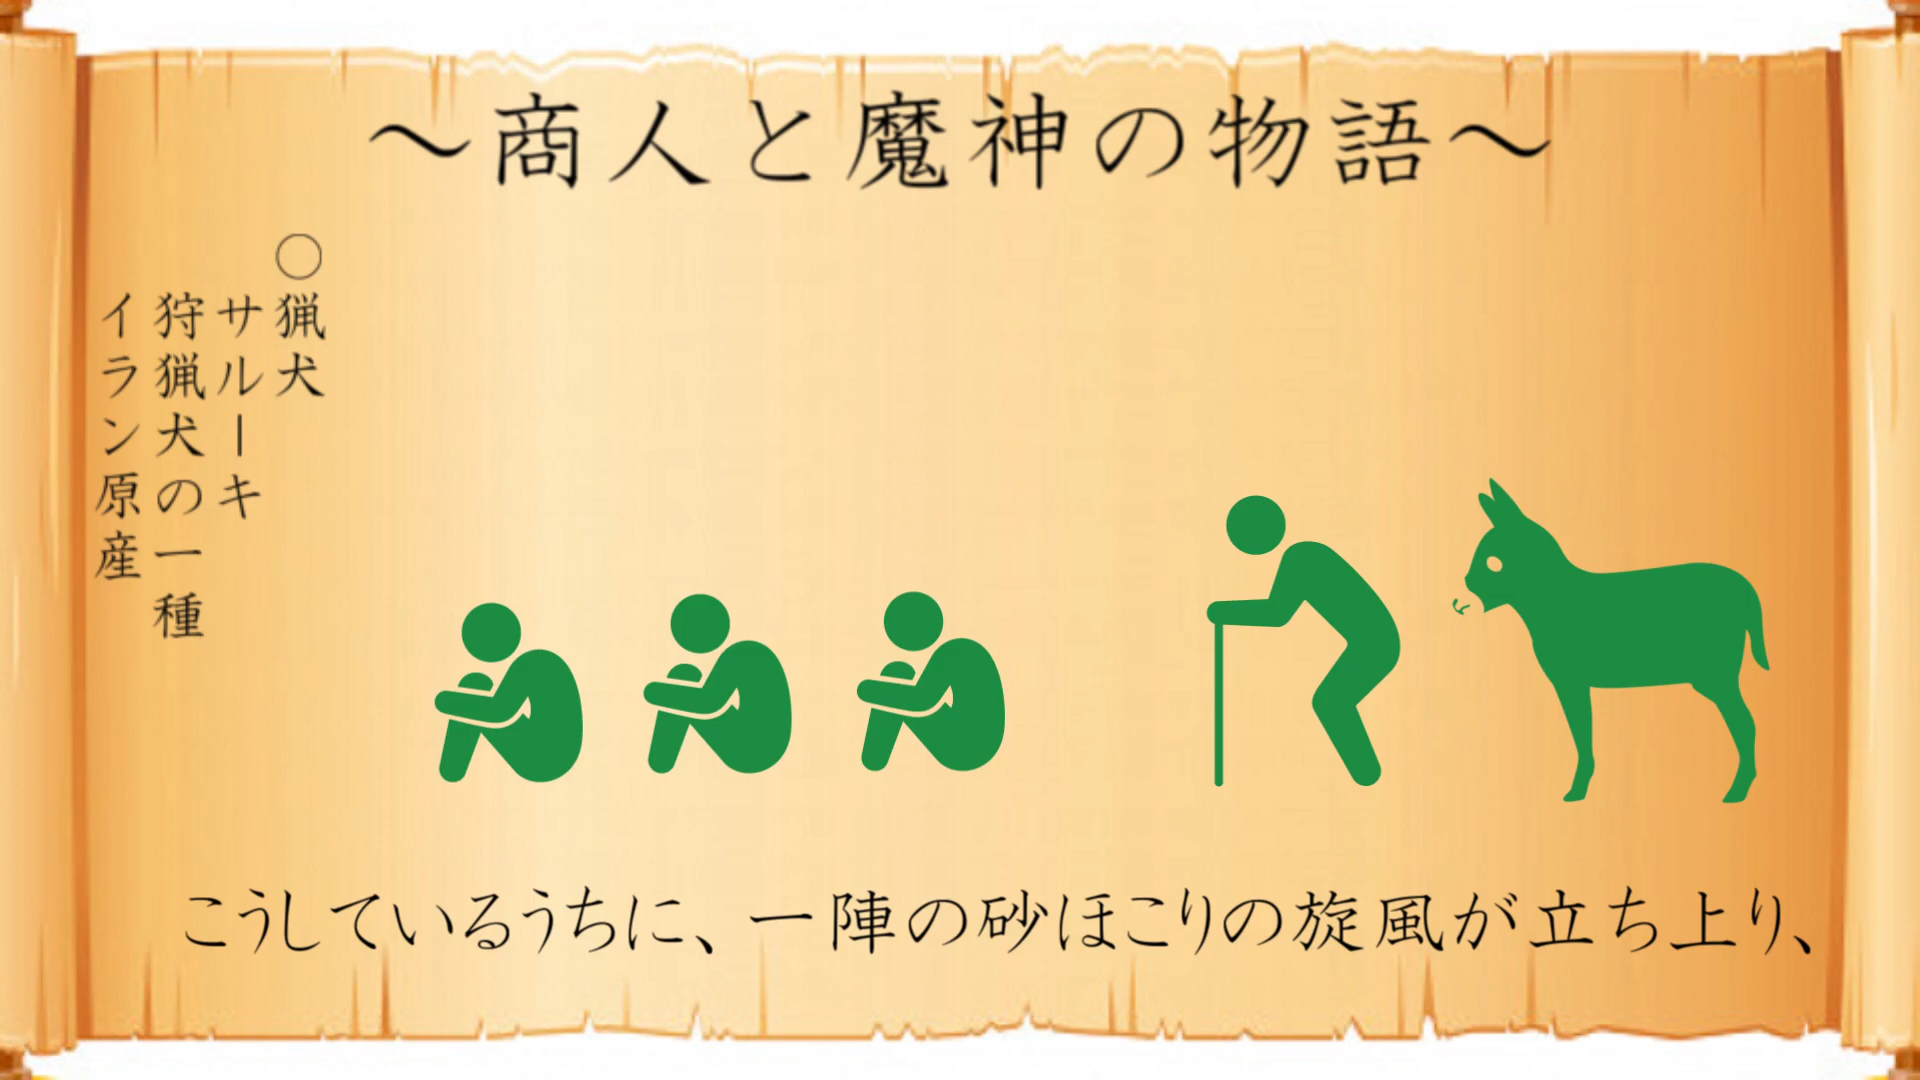 ～商人と魔神の物語～
○猟犬
サルーキ
狩猟犬の一種
イラン原産
こうしているうちに、一陣の砂ほこりの旋風が立ち上り、